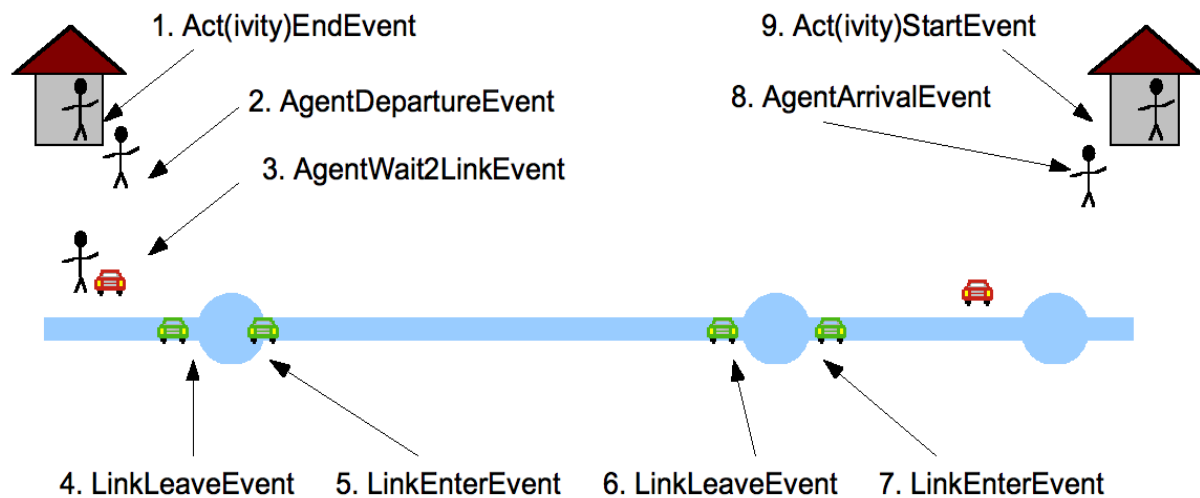 1. Act(ivity)EndEvent
2. AgentDepartureEvent
3. AgentWait2LinkEvent
9. Act(ivity)StartEvent
8. AgentArrivalEvent
4. LinkLeaveEvent
5. LinkEnterEvent
6. LinkLeaveEvent
7. LinkEnterEvent